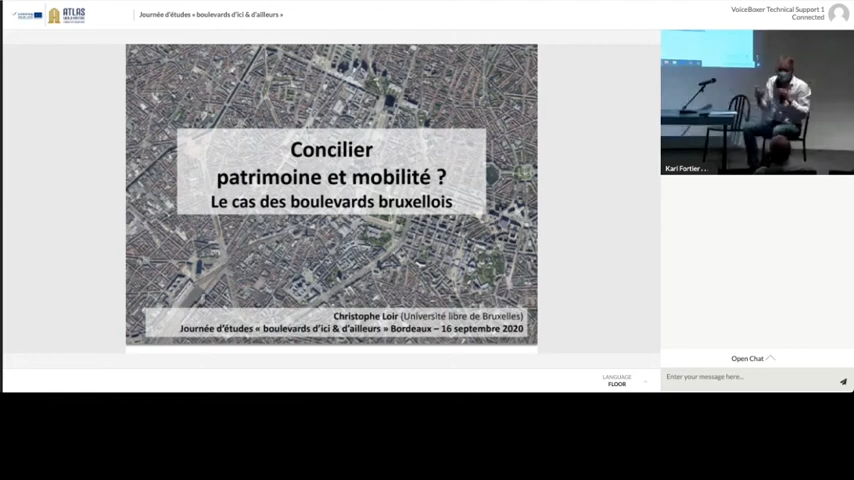 ATLAS
Journée d'études « boulevards d'ici & d'ailleurs »
VoiceBoxer Technical Support 1
Connected
Concilier
patrimoine et mobilité ?
Le cas des boulevards bruxellois
Christophe Loir (Université libre de Bruxelles)
Journée d'études « boulevards d'ici & d'ailleurs » Bordeaux – 16 septembre 2020
Karl Fortier ...
Open Chat
Enter your message here...
LANGUAGE
FLOOR